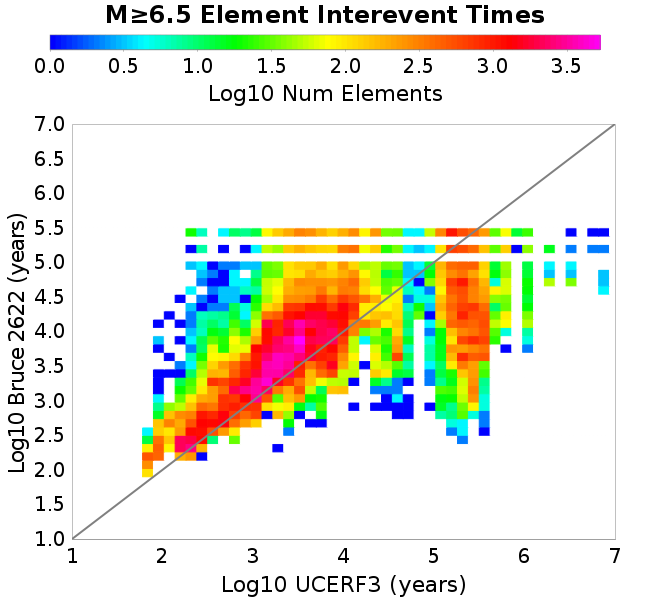 M≥6.5 Element Interevent Times
0.0 0.5 1.0 1.5 2.0 2.5 3.0 3.5
Log10 Num Elements
Log10 Bruce 2622 (years)
7.0
6.5
6.0
5.5
5.0
4.5
4.0
3.5
3.0
2.5
2.0
1.5
1.0
1 2 3 4 5 6 7
Log10 UCERF3 (years)